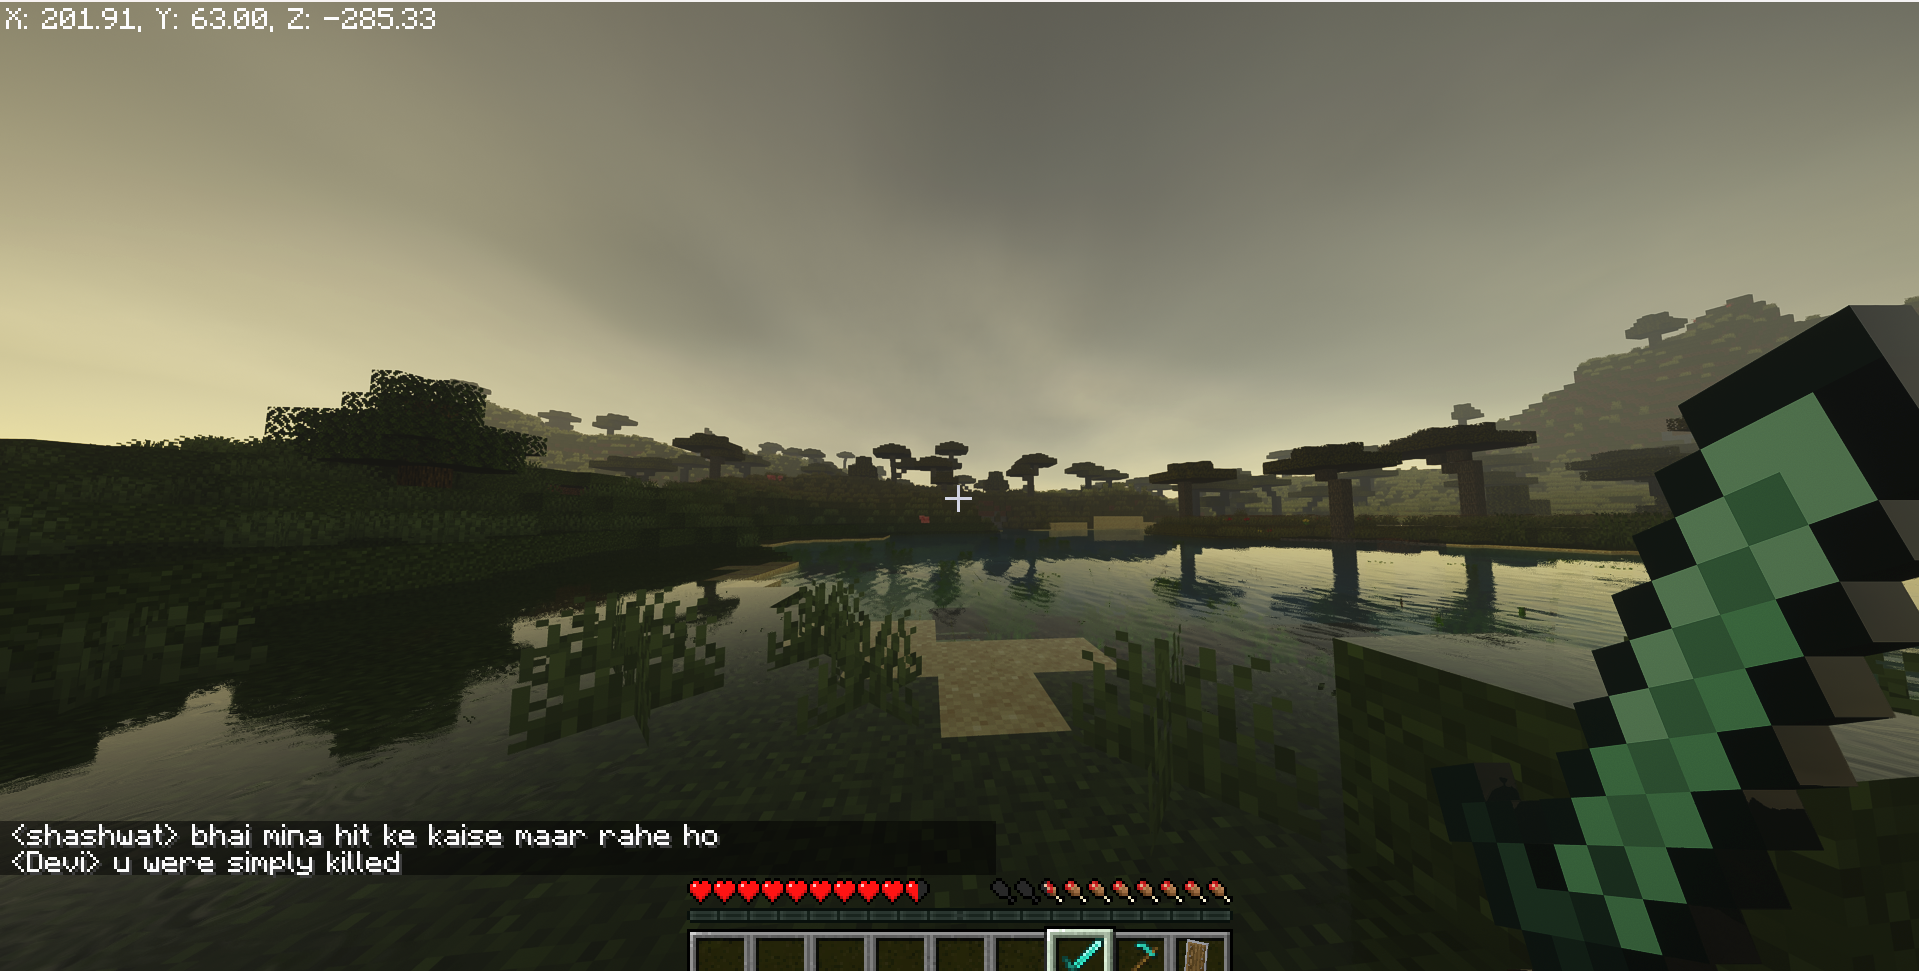 X: 201.91, Y: 63.00, Z: -285.33
<shashwat> bhai mina hit ke kaise maar rahe ho
<Devi> u were simply killed